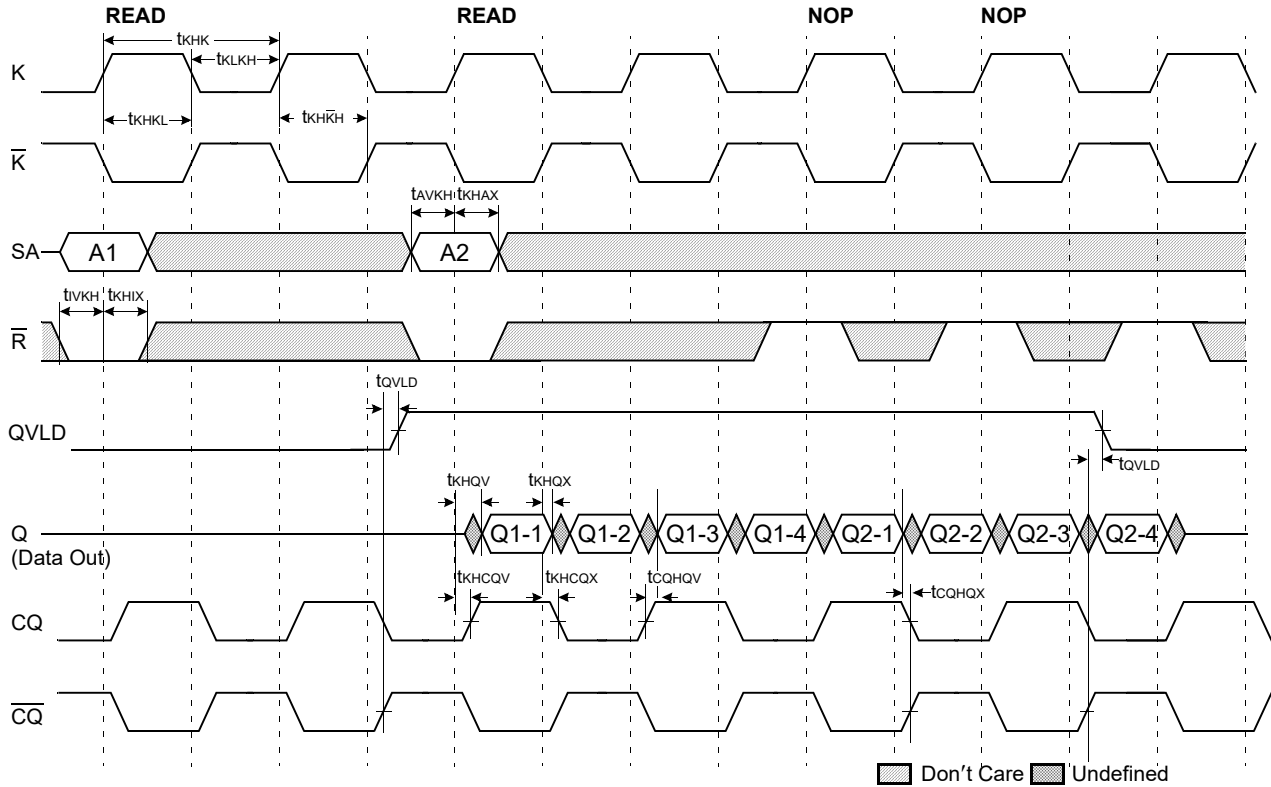 READ READ NOP NOP
tKHK
tKLKH
K
tKHKL tKHK̅H
K̅
tAVKH tKHAX
SA A1 A2
tIVKH tKHIX
R̅
tQVLD
QVLD
tQVLD
tKHQV tKHQX
Q Q1-1 Q1-2 Q1-3 Q1-4 Q2-1 Q2-2 Q2-3 Q2-4
(Data Out)
tKHCQV tKHCQX tCQHQV
tCQHQX
CQ
C̅Q̅
Don't Care Undefined